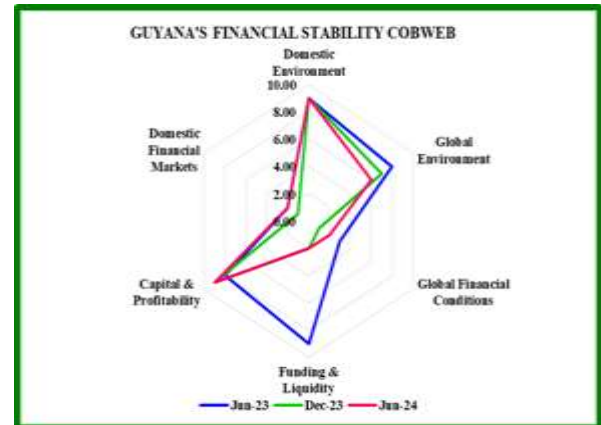 GUYANA'S FINANCIAL STABILITY COBWEB
Domestic
Environment
10.00
8.00
6.00
4.00
2.00
0.00
Global
Environment
Global Financial
Conditions
Funding &
Liquidity
Capital &
Profitability
Domestic
Financial
Markets
Jun-23 Dec-23 Jun-24